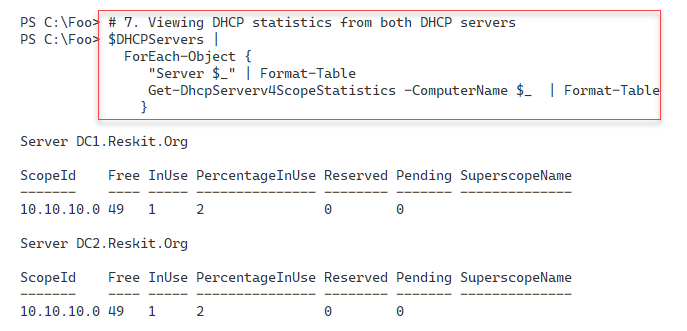 PS C:\Foo> # 7. Viewing DHCP statistics from both DHCP servers
PS C:\Foo> $DHCPServers |
  ForEach-Object {
     "Server $_" | Format-Table
     Get-DhcpServerv4ScopeStatistics -ComputerName $_  | Format-Table
    }
Server DC1.Reskit.Org
ScopeId    Free InUse PercentageInUse Reserved Pending SuperscopeName
-------    ---- ----- --------------- -------- ------- --------------
10.10.10.0 49   1     2               0        0
Server DC2.Reskit.Org
ScopeId    Free InUse PercentageInUse Reserved Pending SuperscopeName
-------    ---- ----- --------------- -------- ------- --------------
10.10.10.0 49   1     2               0        0